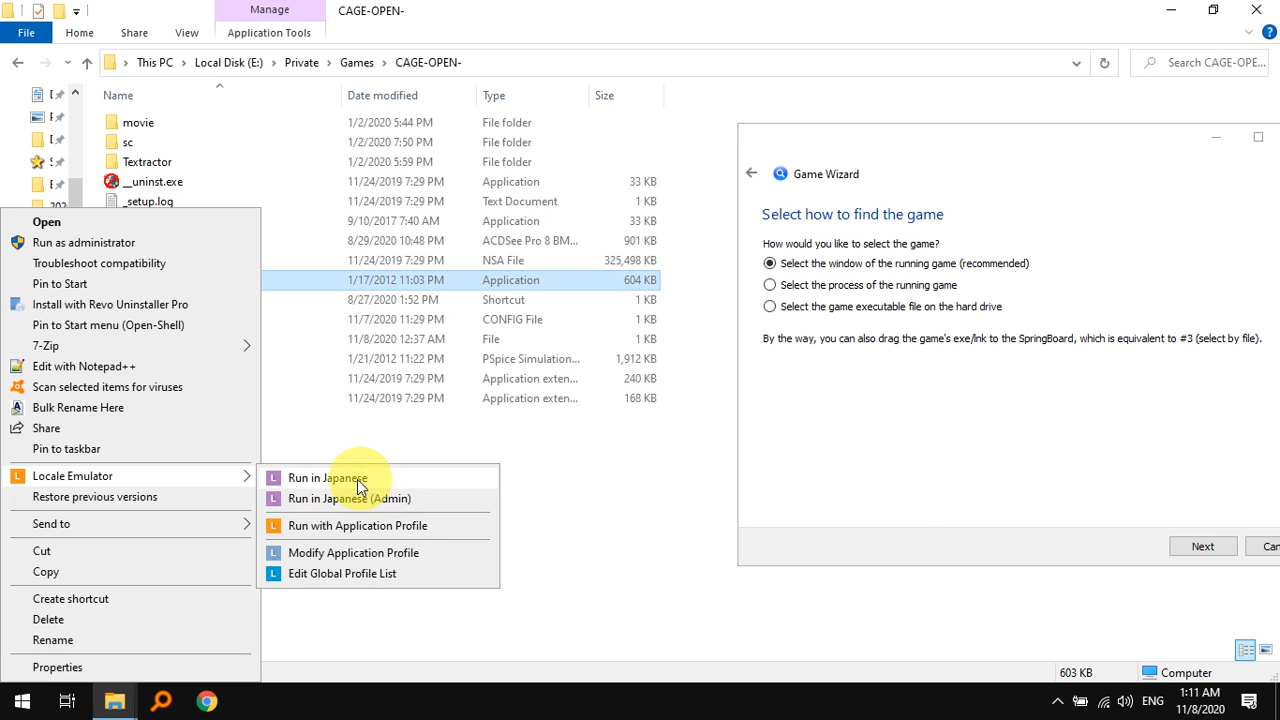 Manage
CAGE-OPEN-
File
Home
Share
View
Application Tools
This PC
Local Disk (E:)
Private
Games
CAGE-OPEN-
Search CAGE-OPE...
Name
Date modified
Type
Size
movie
1/2/2020 5:44 PM
File folder
sc
1/2/2020 7:50 PM
File folder
Textractor
1/2/2020 5:59 PM
File folder
__uninst.exe
11/24/2019 7:29 PM
Application
33 KB
_setup.log
11/24/2019 7:29 PM
Text Document
1 KB
9/10/2017 7:40 AM
Application
33 KB
8/29/2020 10:48 PM
ACDSee Pro 8 BM...
901 KB
11/24/2019 7:29 PM
NSA File
325,498 KB
1/17/2012 11:03 PM
Application
604 KB
8/27/2020 1:52 PM
Shortcut
1 KB
11/7/2020 11:29 PM
CONFIG File
1 KB
11/8/2020 12:37 AM
File
1 KB
1/21/2012 11:22 PM
PSpice Simulation...
1,912 KB
11/24/2019 7:29 PM
Application exten...
240 KB
11/24/2019 7:29 PM
Application exten...
168 KB
Open
Run as administrator
Troubleshoot compatibility
Pin to Start
Install with Revo Uninstaller Pro
Pin to Start menu (Open-Shell)
7-Zip
Edit with Notepad++
Scan selected items for viruses
Bulk Rename Here
Share
Pin to taskbar
Locale Emulator
Restore previous versions
Send to
Cut
Copy
Create shortcut
Delete
Rename
Properties
Run in Japanese
Run in Japanese (Admin)
Run with Application Profile
Modify Application Profile
Edit Global Profile List
Game Wizard
Select how to find the game
How would you like to select the game?
Select the window of the running game (recommended)
Select the process of the running game
Select the game executable file on the hard drive
By the way, you can also drag the game's exe/lnk to the SpringBoard, which is equivalent to #3 (select by file).
Next
Can
603 KB
Computer
ENG
1:11 AM
11/8/2020